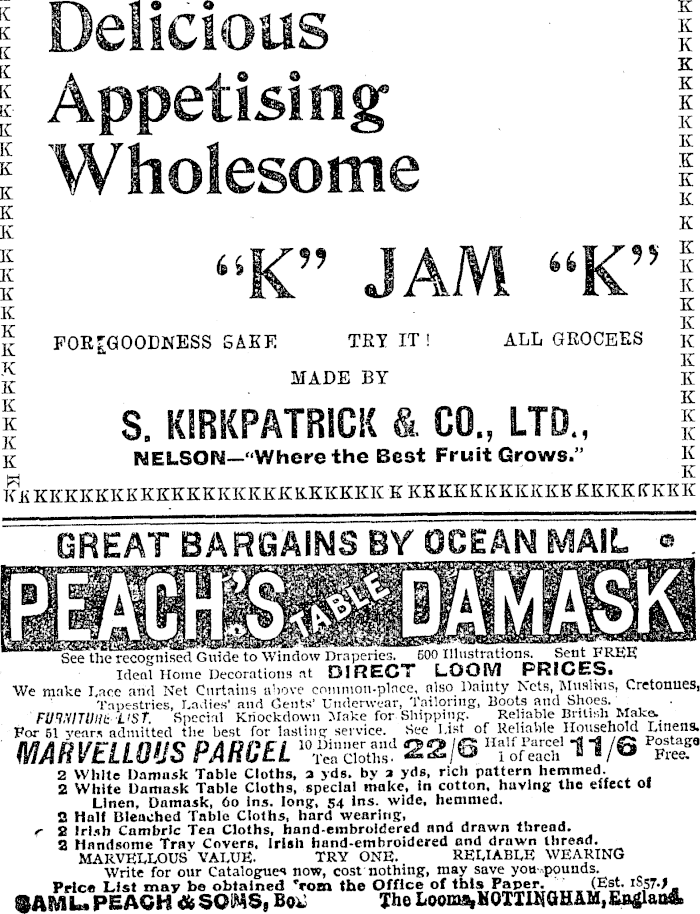 Delicious
Appetising
Wholesome
"K" JAM "K"
FOR GOODNESS SAKE TRY IT! ALL GROCERS
MADE BY
S. KIRKPATRICK & CO., LTD.,
NELSON—"Where the Best Fruit Grows."
K K K K K K K K K K K K K K K K K K K K K K K K K K K K K K K K K K K K K K K K K K K K
GREAT BARGAINS BY OCEAN MAIL
PEACH'S TABLE DAMASK
See the recognised Guide to Window Draperies. 500 Illustrations. Sent FREE
Ideal Home Decorations at DIRECT LOOM PRICES.
We make Lace and Net Curtains above common-place, also Dainty Nets, Muslins, Cretonnes,
Tapestries, Ladies' and Gents' Underwear, Tailoring, Boots and Shoes.
FURNITURE LIST. Special Knockdown Make for Shipping. Reliable British Make.
For 51 years admitted the best for lasting service. See List of Reliable Household Linens.
MARVELLOUS PARCEL 10 Dinner and Tea Cloths. 22/6 Half Parcel 1 of each 11/6 Postage Free.
2 White Damask Table Cloths, 2 yds. by 2 yds, rich pattern hemmed.
2 White Damask Table Cloths, special make, in cotton, having the effect of
Linen, Damask, 60 ins. long, 54 ins. wide, hemmed.
2 Half Bleached Table Cloths, hard wearing,
2 Irish Cambric Tea Cloths, hand-embroidered and drawn thread.
2 Handsome Tray Covers, Irish hand-embroidered and drawn thread.
MARVELLOUS VALUE. TRY ONE. RELIABLE WEARING
Write for our Catalogues now, cost nothing, may save you pounds.
Price List may be obtained from the Office of this Paper. (Est. 1857.)
SAML. PEACH & SONS, The Looms, NOTTINGHAM, England.